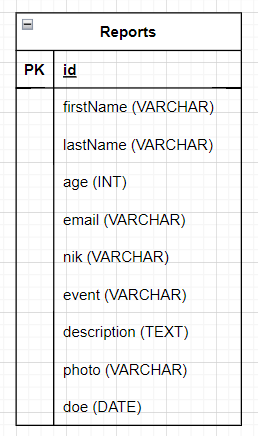 Reports
PK id
firstName (VARCHAR)
lastName (VARCHAR)
age (INT)
email (VARCHAR)
nik (VARCHAR)
event (VARCHAR)
description (TEXT)
photo (VARCHAR)
doe (DATE)